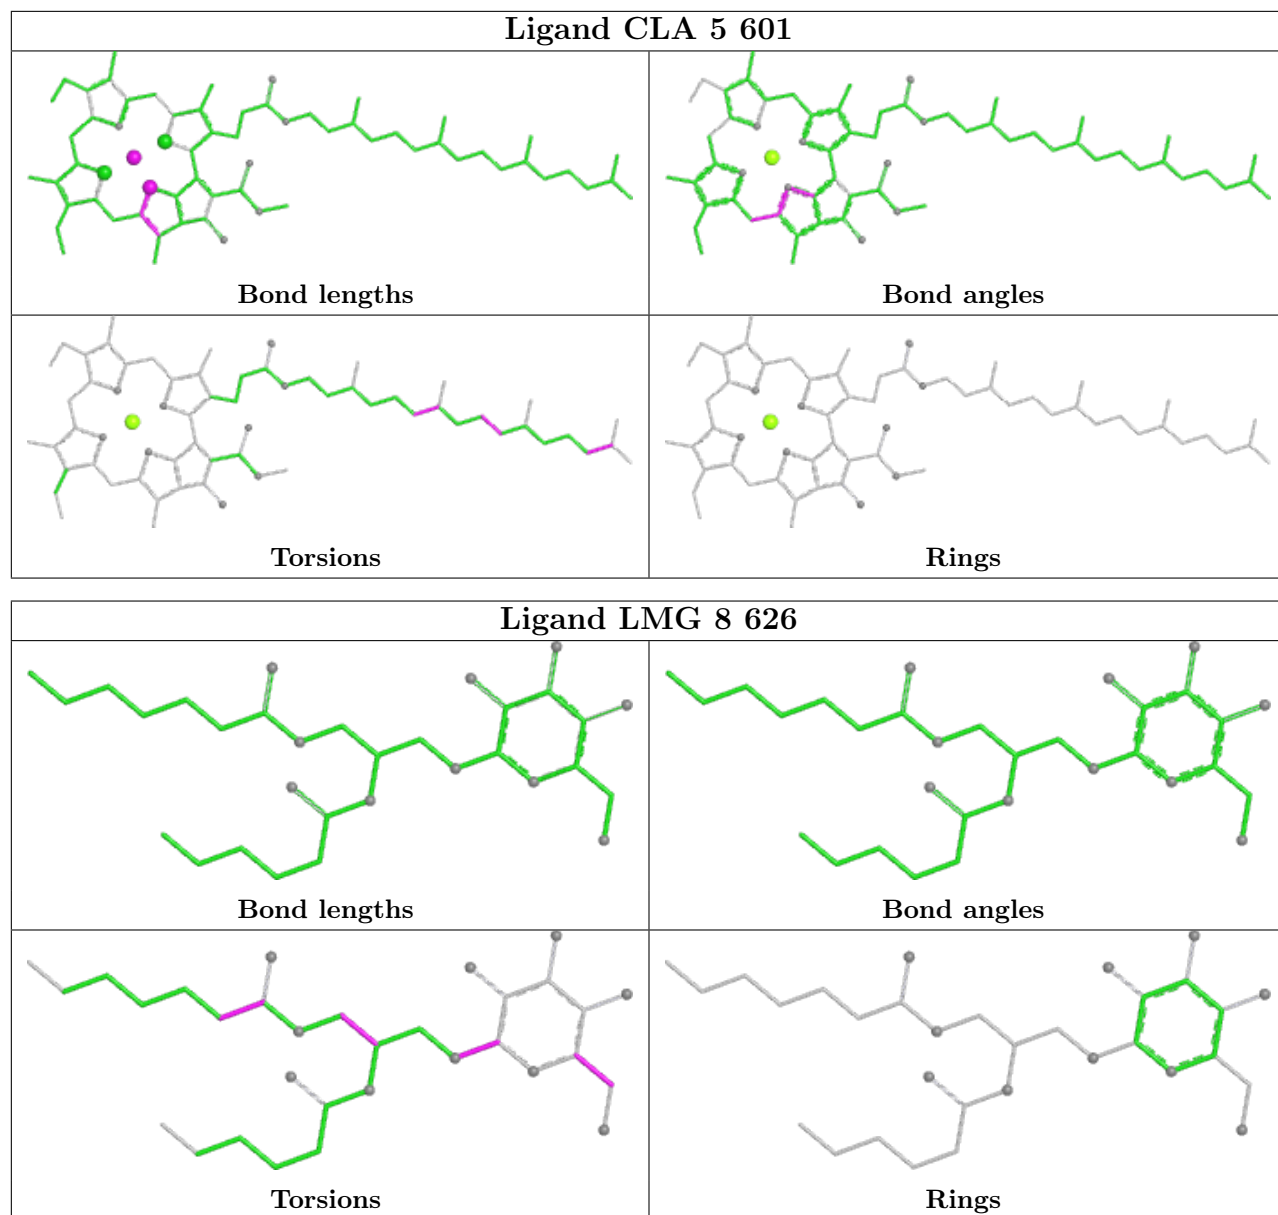 Ligand CLA 5 601
Bond lengths
Bond angles
Torsions
Rings
Ligand LMG 8 626
Bond lengths
Bond angles
Torsions
Rings